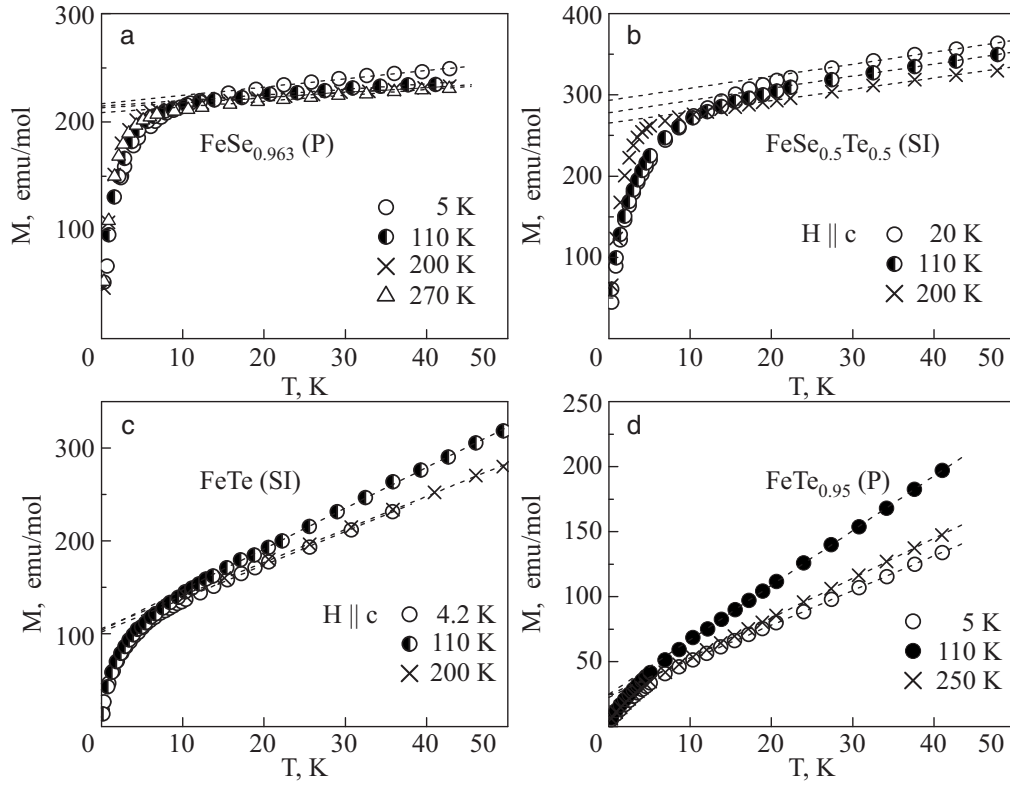 a
300
200
100
0
M, emu/mol
FeSe0.963 (P)
5 K
110 K
200 K
270 K
10
20
30
40
50
T, K
b
400
300
200
100
0
M, emu/mol
FeSe0.5Te0.5 (SI)
H || c
20 K
110 K
200 K
10
20
30
40
50
T, K
c
300
200
100
0
M, emu/mol
FeTe (SI)
H || c
4.2 K
110 K
200 K
10
20
30
40
50
T, K
d
250
200
150
100
50
0
M, emu/mol
FeTe0.95 (P)
5 K
110 K
250 K
10
20
30
40
50
T, K